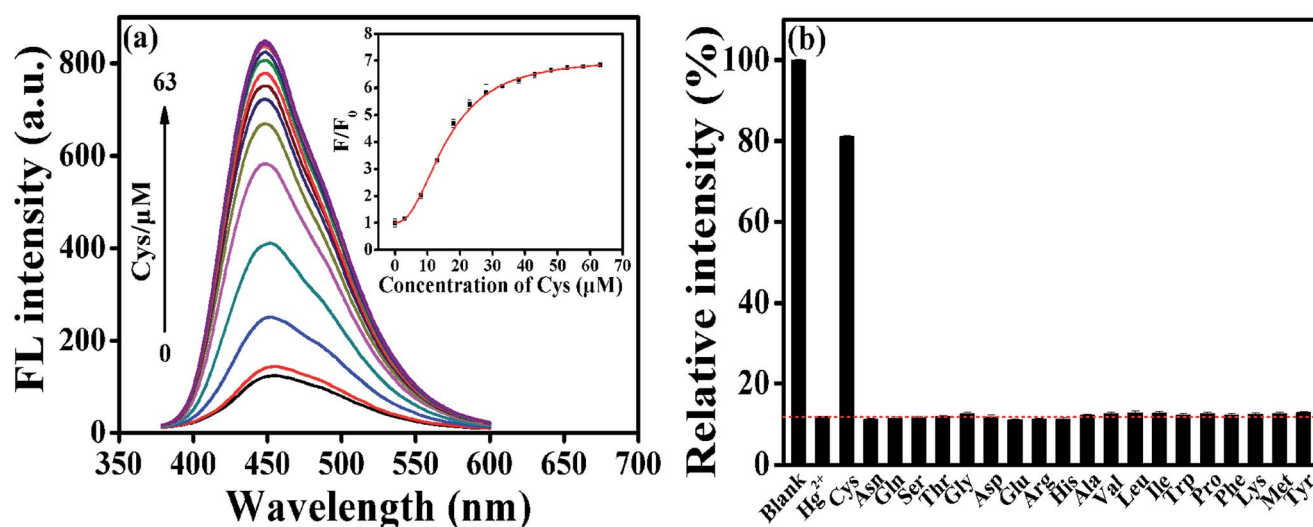 (a)
FL intensity (a.u.)
800
600
400
200
0
350 400 450 500 550 600 650 700
Wavelength (nm)
63
Cys/µM
0
8
7
6
5
4
3
2
1
0
F/F0
0 10 20 30 40 50 60 70
Concentration of Cys (µM)
(b)
Relative intensity (%)
100
80
60
40
20
0
Blank Hg2+ Cys Asn Gln Ser Thr Gly Asp Glu Arg His Ala Val Leu Ile Trp Pro Phe Lys Met Tyr